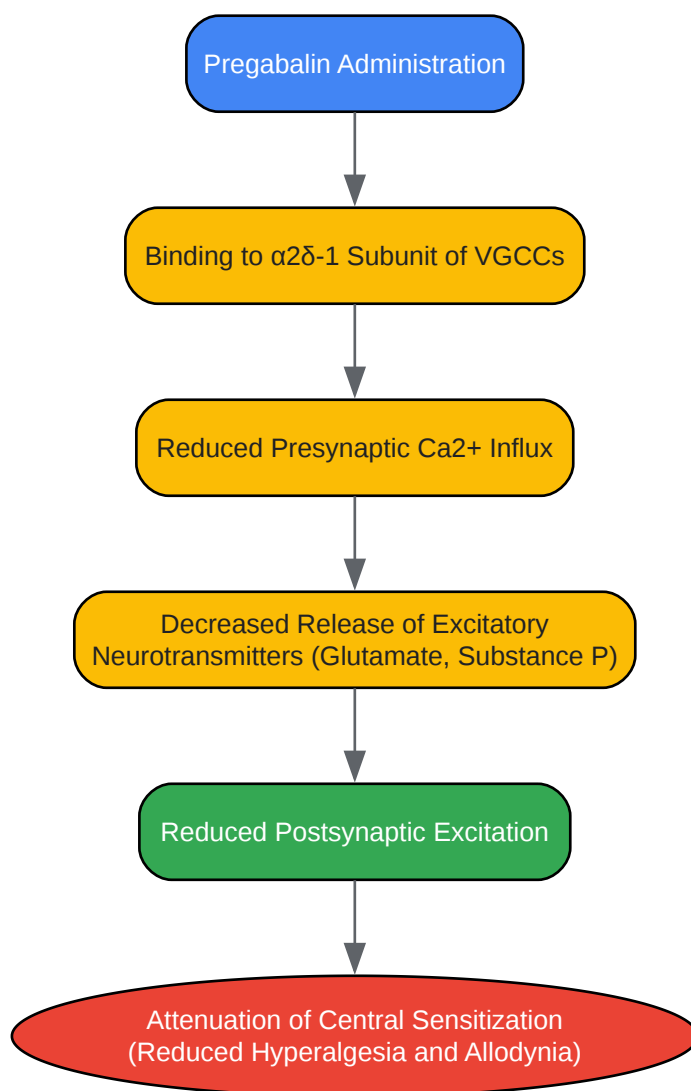 Pregabalin Administration
Binding to α2δ-1 Subunit of VGCCs
Reduced Presynaptic Ca2+ Influx
Decreased Release of Excitatory
Neurotransmitters (Glutamate, Substance P)
Reduced Postsynaptic Excitation
Attenuation of Central Sensitization
(Reduced Hyperalgesia and Allodynia)